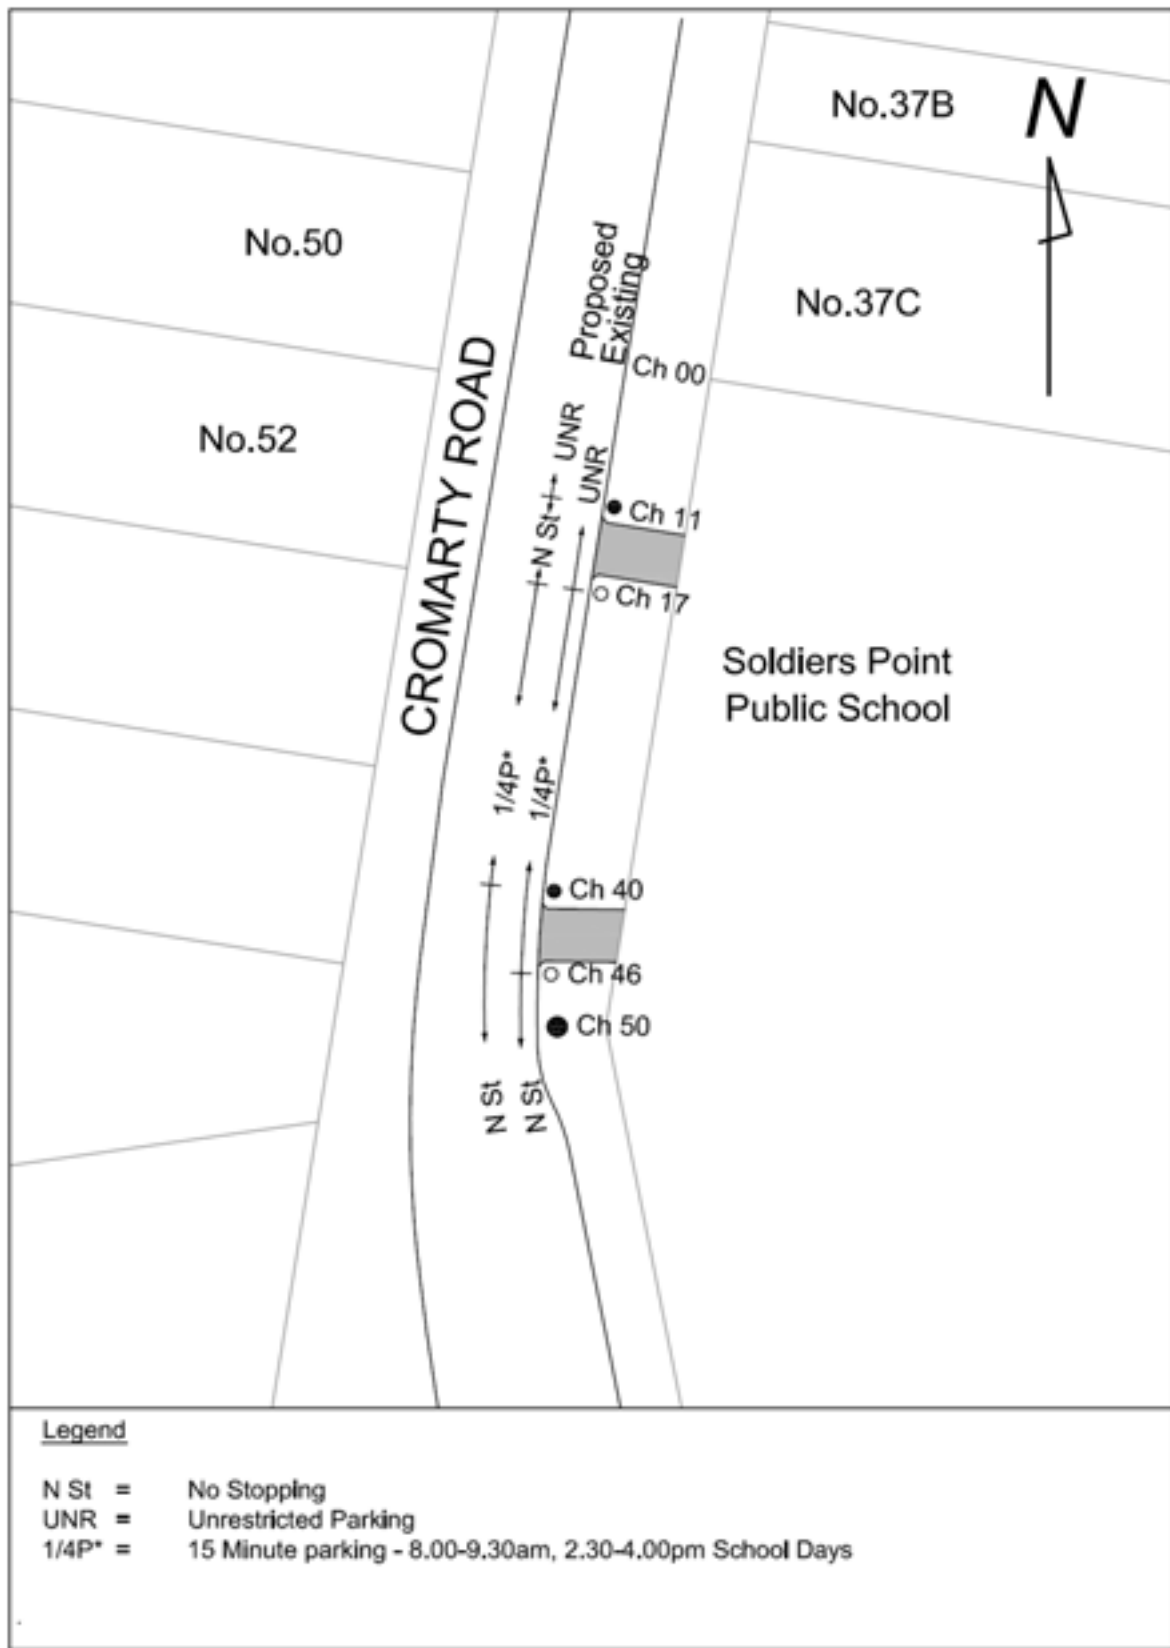 No.37B
N
No.50
No.37C
Proposed
Existing
Ch 00
CROMARTY ROAD
No.52
UNR
UNR
N St
Ch 11
Ch 17
Soldiers Point
Public School
1/4P*
1/4P*
Ch 40
Ch 46
Ch 50
N St
N St
Legend
N St = No Stopping
UNR = Unrestricted Parking
1/4P* = 15 Minute parking - 8.00-9.30am, 2.30-4.00pm School Days